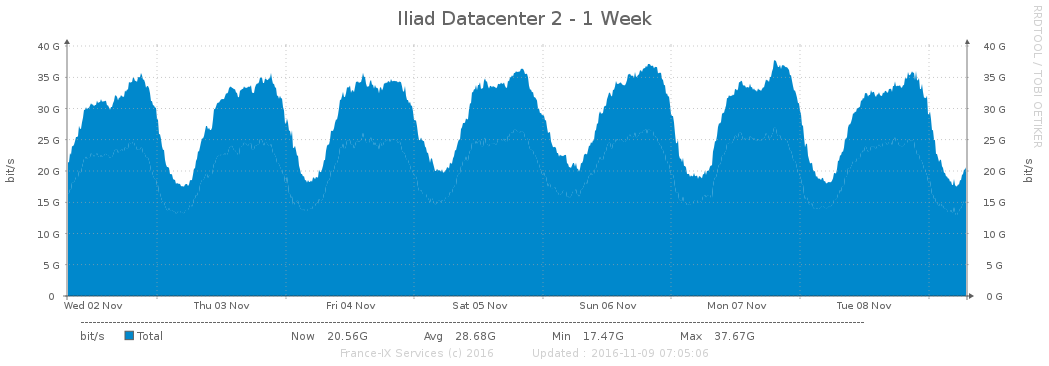 Iliad Datacenter 2 - 1 Week
RRDTOOL / TOBI OETIKER
40 G 40 G
35 G 35 G
30 G 30 G
25 G 25 G
20 G 20 G
15 G 15 G
10 G 10 G
5 G 5 G
0 0 G
bit/s bit/s
Wed 02 Nov Thu 03 Nov Fri 04 Nov Sat 05 Nov Sun 06 Nov Mon 07 Nov Tue 08 Nov
bit/s Total Now 20.56G Avg 28.68G Min 17.47G Max 37.67G
France-IX Services (c) 2016 Updated : 2016-11-09 07:05:06